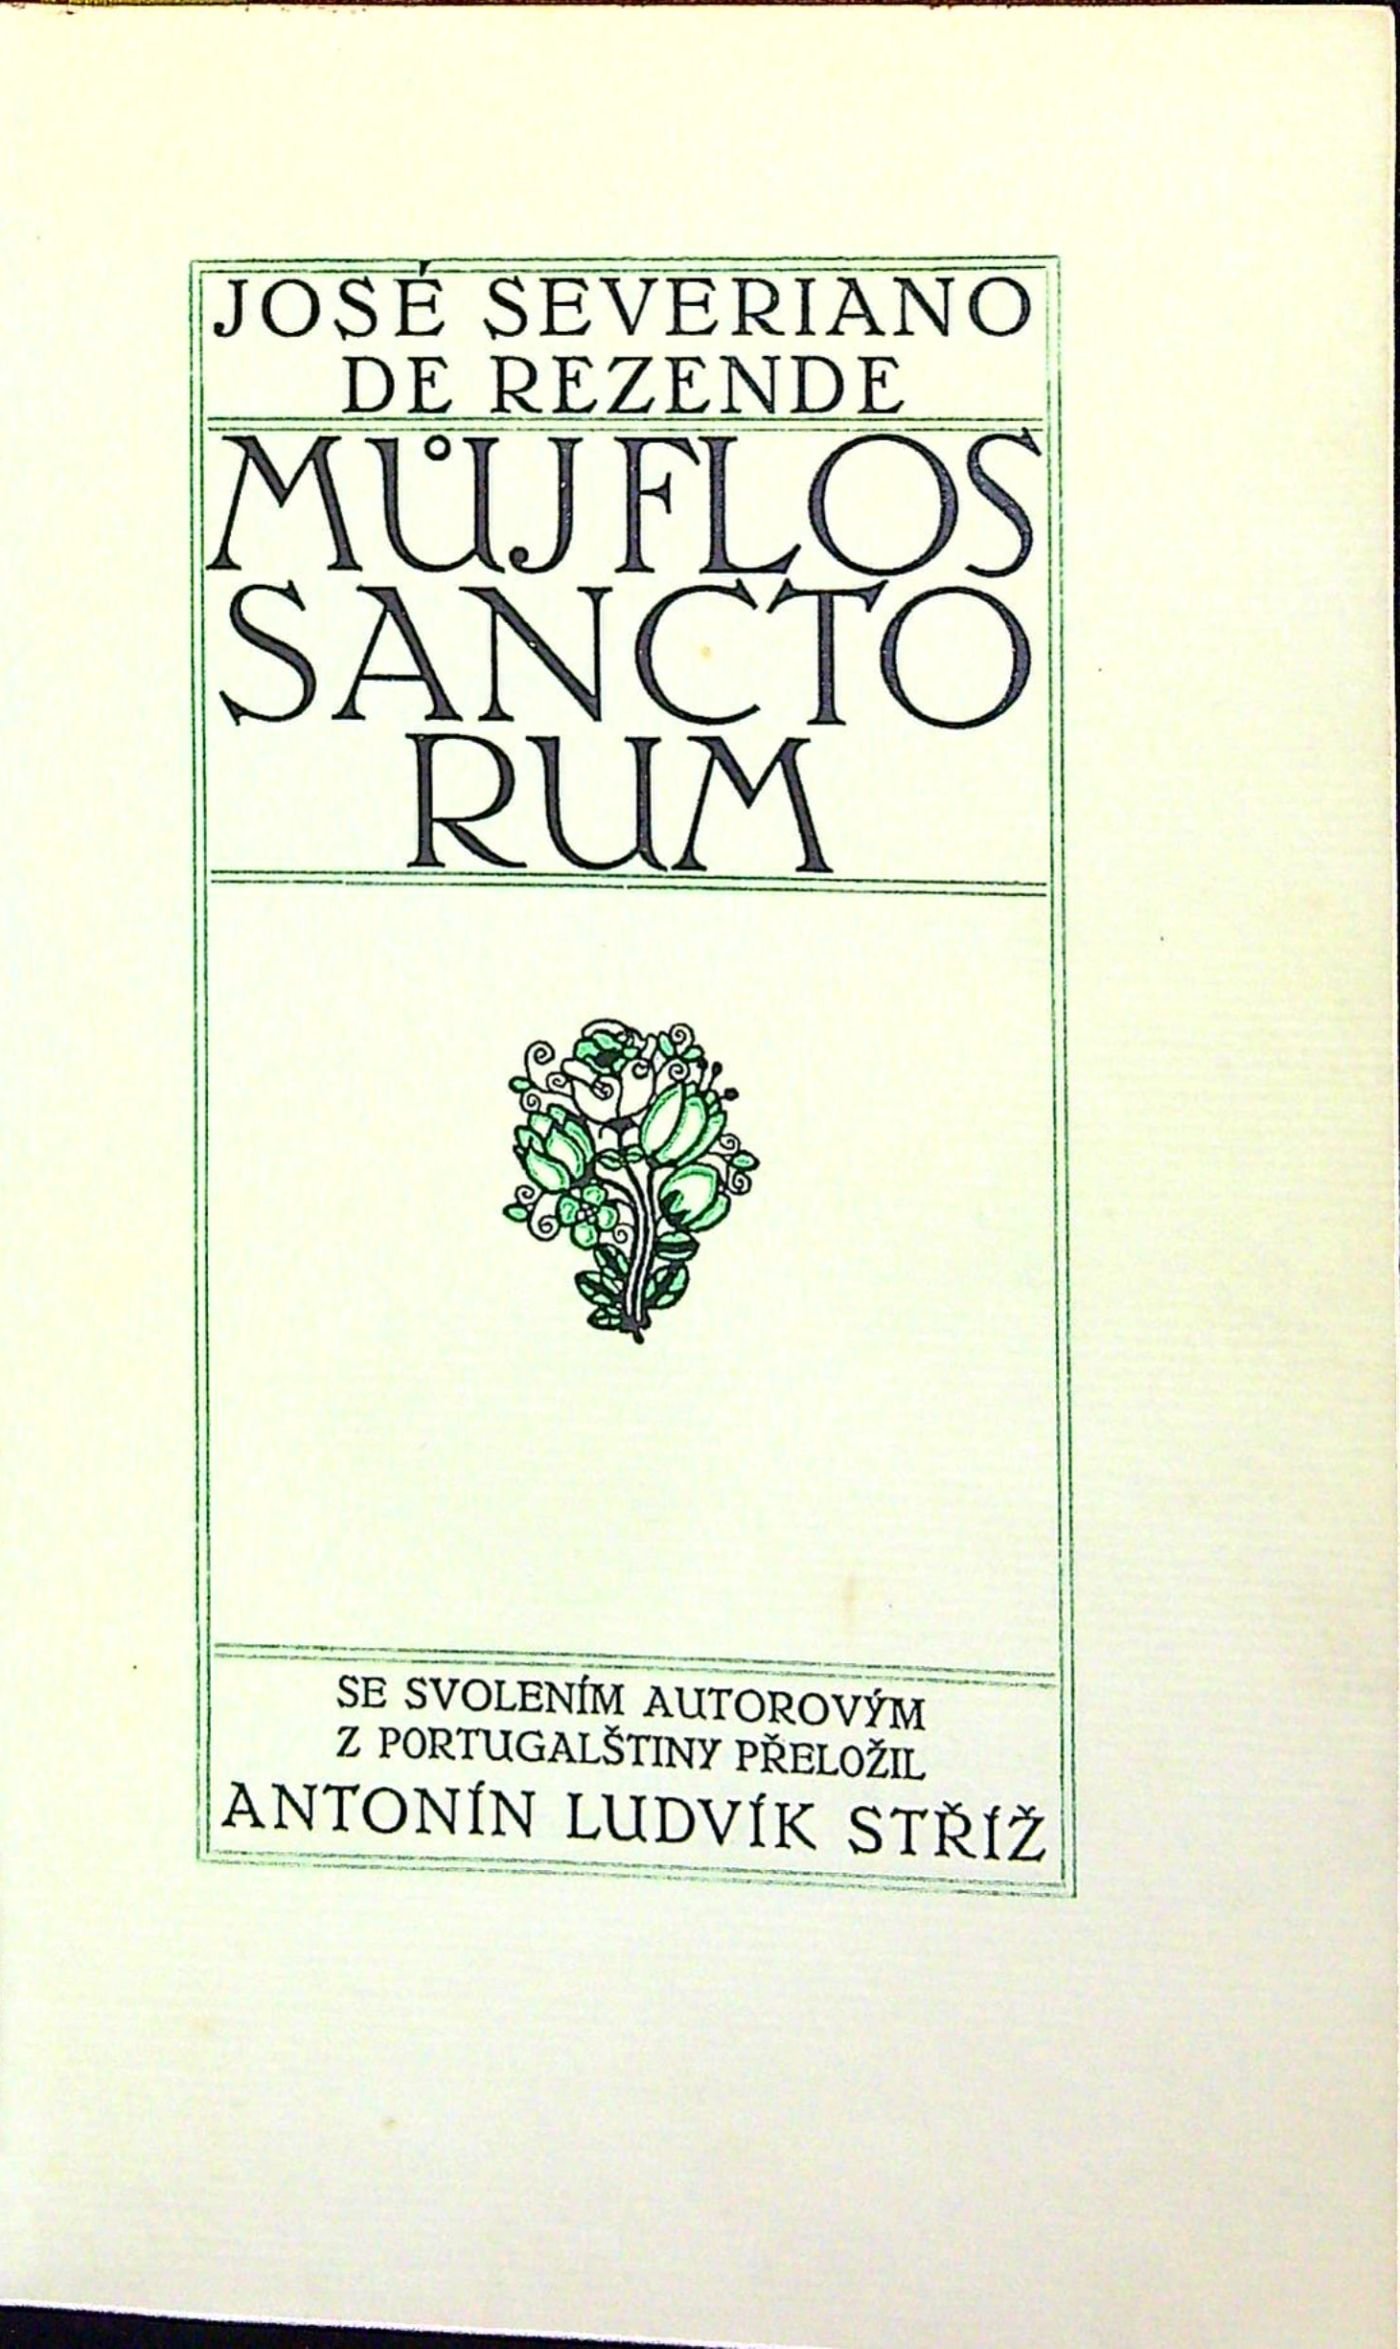 JOSÉ SEVERIANO
DE REZENDE
MŮJ FLOS
SANCTO
RUM
SE SVOLENÍM AUTOROVÝM
Z PORTUGALŠTINY PŘELOŽIL
ANTONÍN LUDVÍK STŘÍŽ